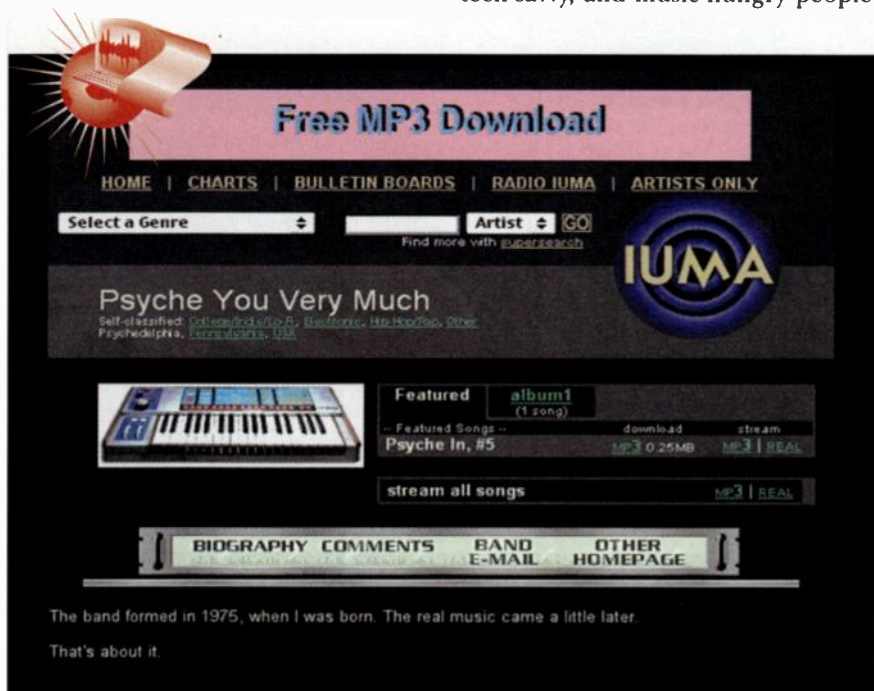 tech savvy, and music hungry people
Free MP3 Download
HOME | CHARTS | BULLETIN BOARDS | RADIO IUMA | ARTISTS ONLY
Select a Genre Artist GO
Find more with supersearch
IUMA
Psyche You Very Much
Self-classified: College/Indie/Lo-Fi, Electronic, Hip-Hop/Rap, Other
Psychedelphia, Pennsylvania, USA
Featured album1
(1 song)
-- Featured Songs -- download stream
Psyche In, #5 MP3 0.25MB MP3 | REAL
stream all songs MP3 | REAL
BIOGRAPHY COMMENTS BAND E-MAIL OTHER HOMEPAGE
The band formed in 1975, when I was born. The real music came a little later.
That's about it.